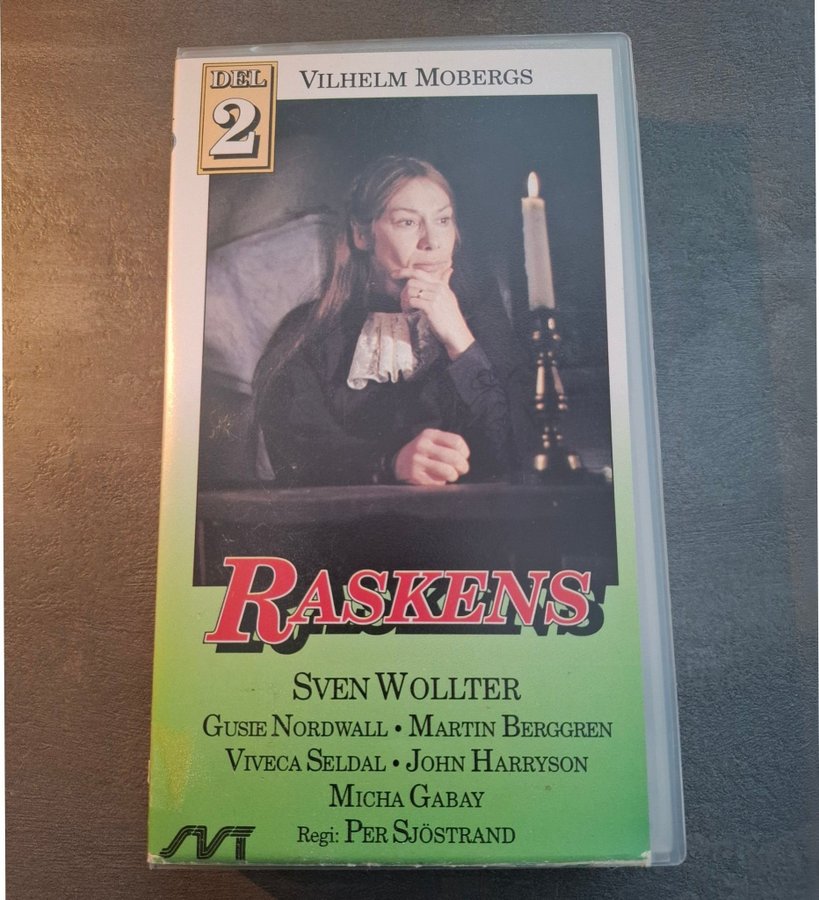 DEL
2
VILHELM MOBERGS
RASKENS
SVEN WOLLTER
GUSIE NORDWALL • MARTIN BERGGREN
VIVECA SELDAL • JOHN HARRYSON
MICHA GABAY
Regi: PER SJÖSTRAND
SVT